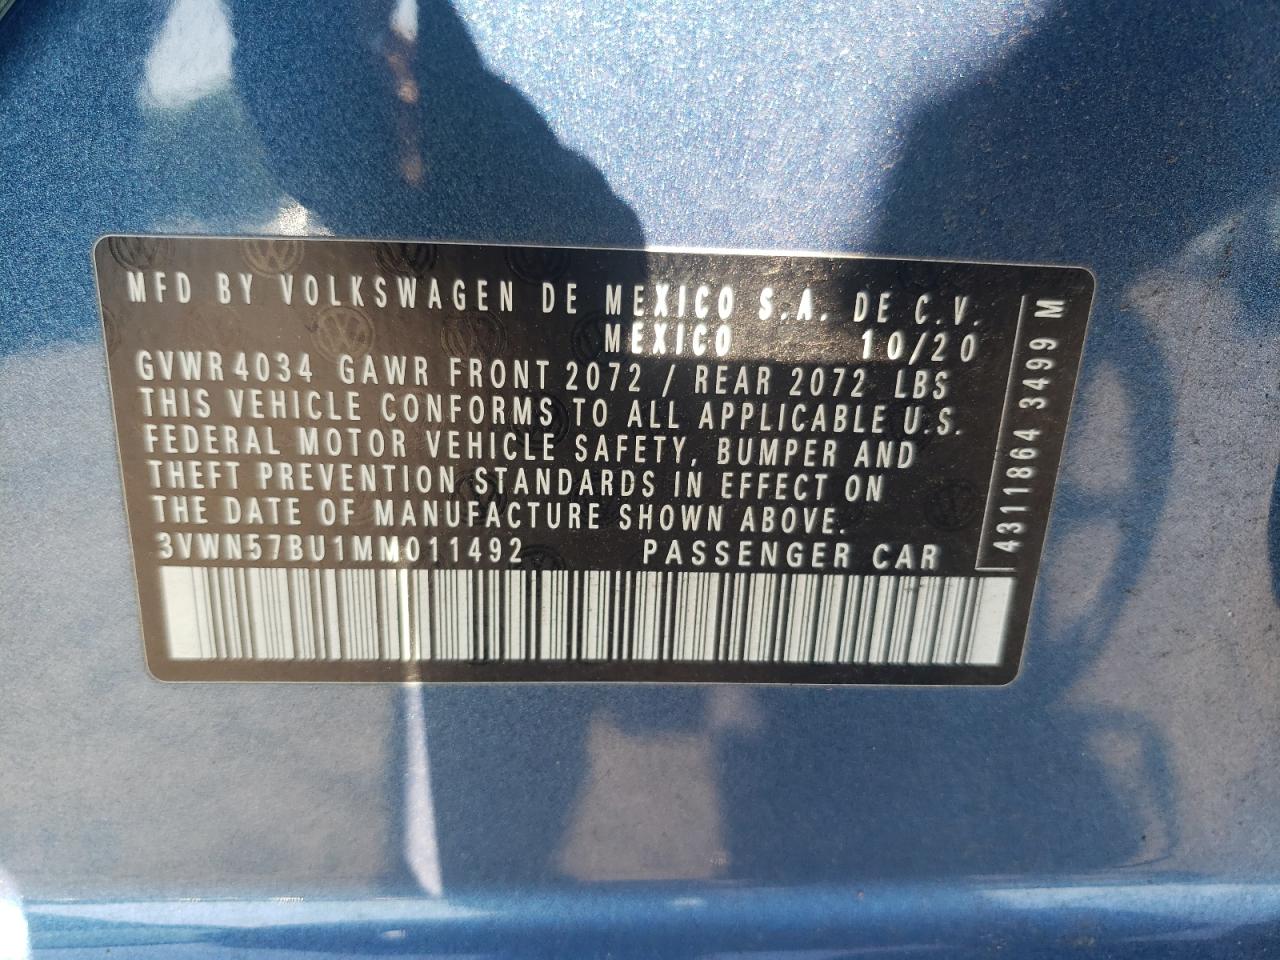 MFD BY VOLKSWAGEN DE MEXICO S.A. DE C.V.
MEXICO 10/20
GVWR 4034 GAWR FRONT 2072 / REAR 2072 LBS
THIS VEHICLE CONFORMS TO ALL APPLICABLE U.S.
FEDERAL MOTOR VEHICLE SAFETY, BUMPER AND
THEFT PREVENTION STANDARDS IN EFFECT ON
THE DATE OF MANUFACTURE SHOWN ABOVE.
3VWN57BU1MM011492 PASSENGER CAR
4311864 3499 M